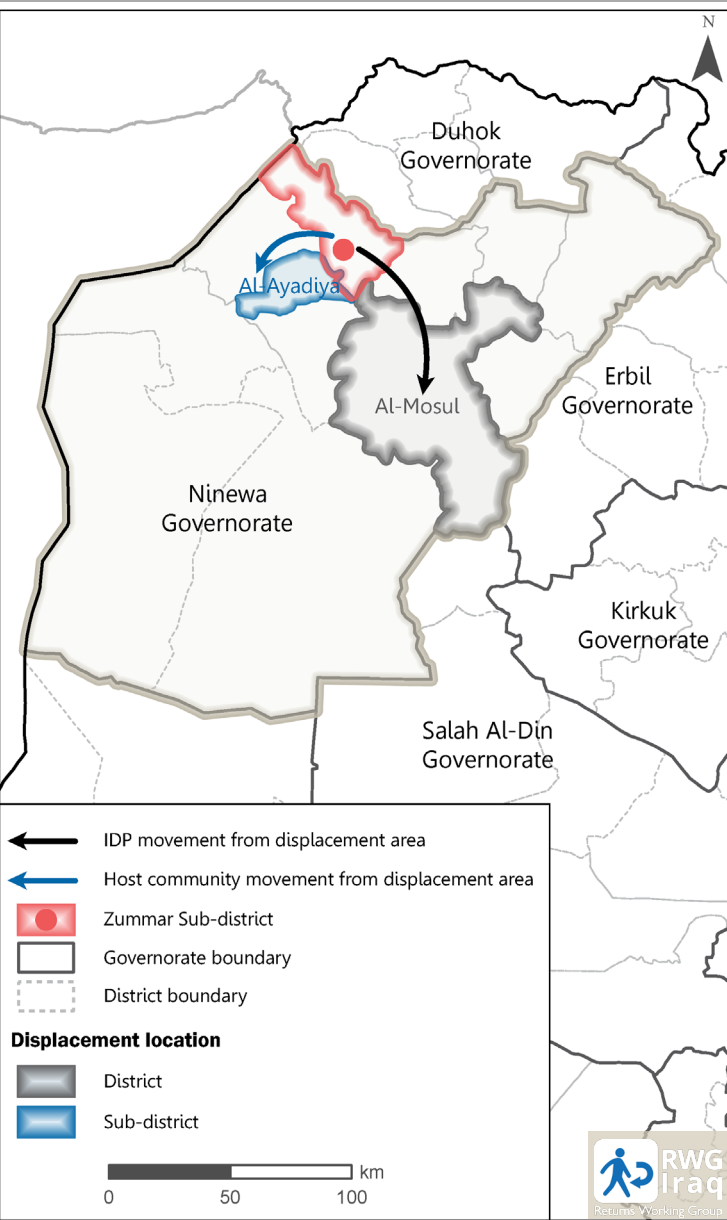 N
Duhok
Governorate
Al-Ayadiya
Erbil
Governorate
Al-Mosul
Ninewa
Governorate
Kirkuk
Governorate
Salah Al-Din
Governorate
IDP movement from displacement area
Host community movement from displacement area
Zummar Sub-district
Governorate boundary
District boundary
Displacement location
District
Sub-district
km
0 50 100
RWG
Iraq
Returns Working Group